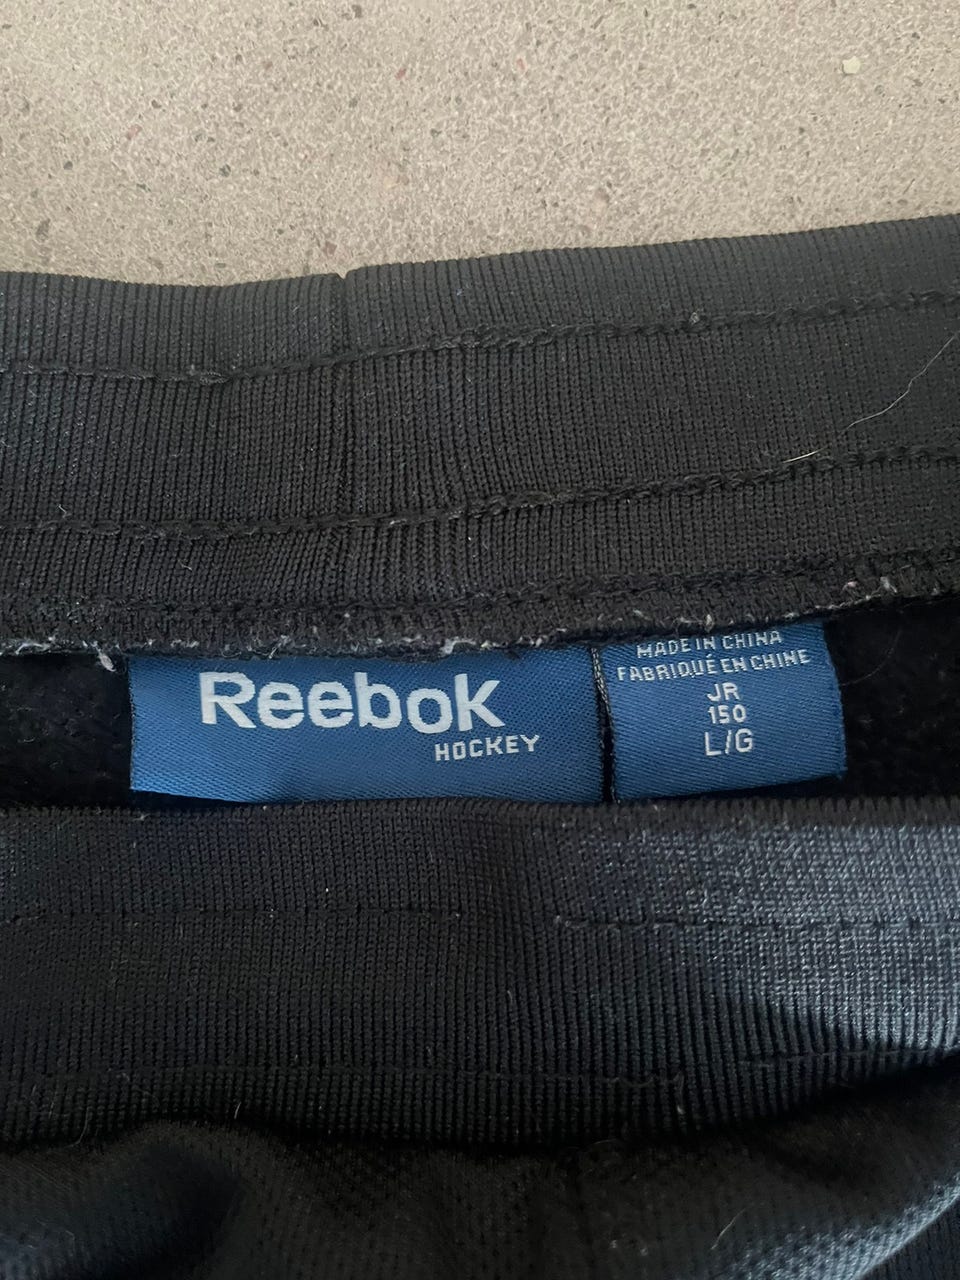 Reebok
HOCKEY
MADE IN CHINA
FABRIQUÉ EN CHINE
JR
150
L/G